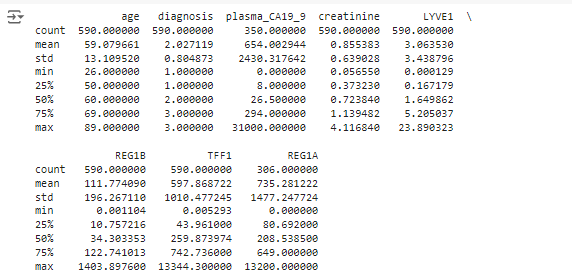 age diagnosis plasma_CA19_9 creatinine LYVE1 \
count 590.000000 590.000000 350.000000 590.000000 590.000000
mean 59.079661 2.027119 654.002944 0.855383 3.063530
std 13.109520 0.804873 2430.317642 0.639028 3.438796
min 26.000000 1.000000 0.000000 0.056550 0.000129
25% 50.000000 1.000000 8.000000 0.373230 0.167179
50% 60.000000 2.000000 26.500000 0.723840 1.649862
75% 69.000000 3.000000 294.000000 1.139482 5.205037
max 89.000000 3.000000 31000.000000 4.116840 23.890323
REG1B TFF1 REG1A
count 590.000000 590.000000 306.000000
mean 111.774090 597.868722 735.281222
std 196.267110 1010.477245 1477.247724
min 0.001104 0.005293 0.000000
25% 10.757216 43.961000 80.692000
50% 34.303353 259.873974 208.538500
75% 122.741013 742.736000 649.000000
max 1403.897600 13344.300000 13200.000000